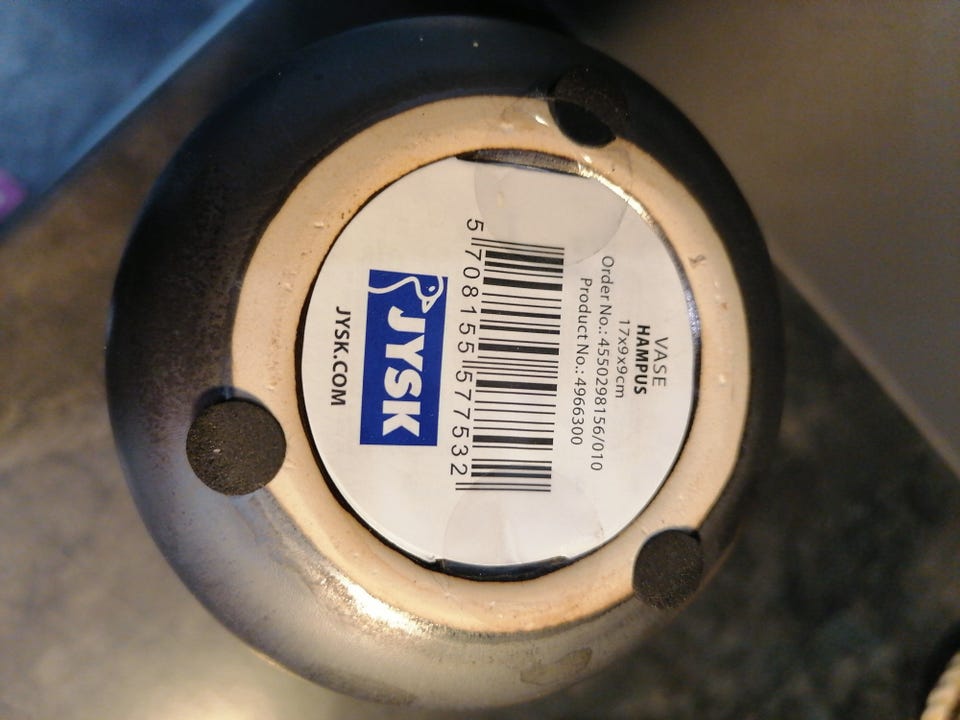 VASE
HAMPUS
17x9x9cm
Order No.: 4550298156/010
Product No.: 4966300
5 708155 577532
JYSK
JYSK.COM